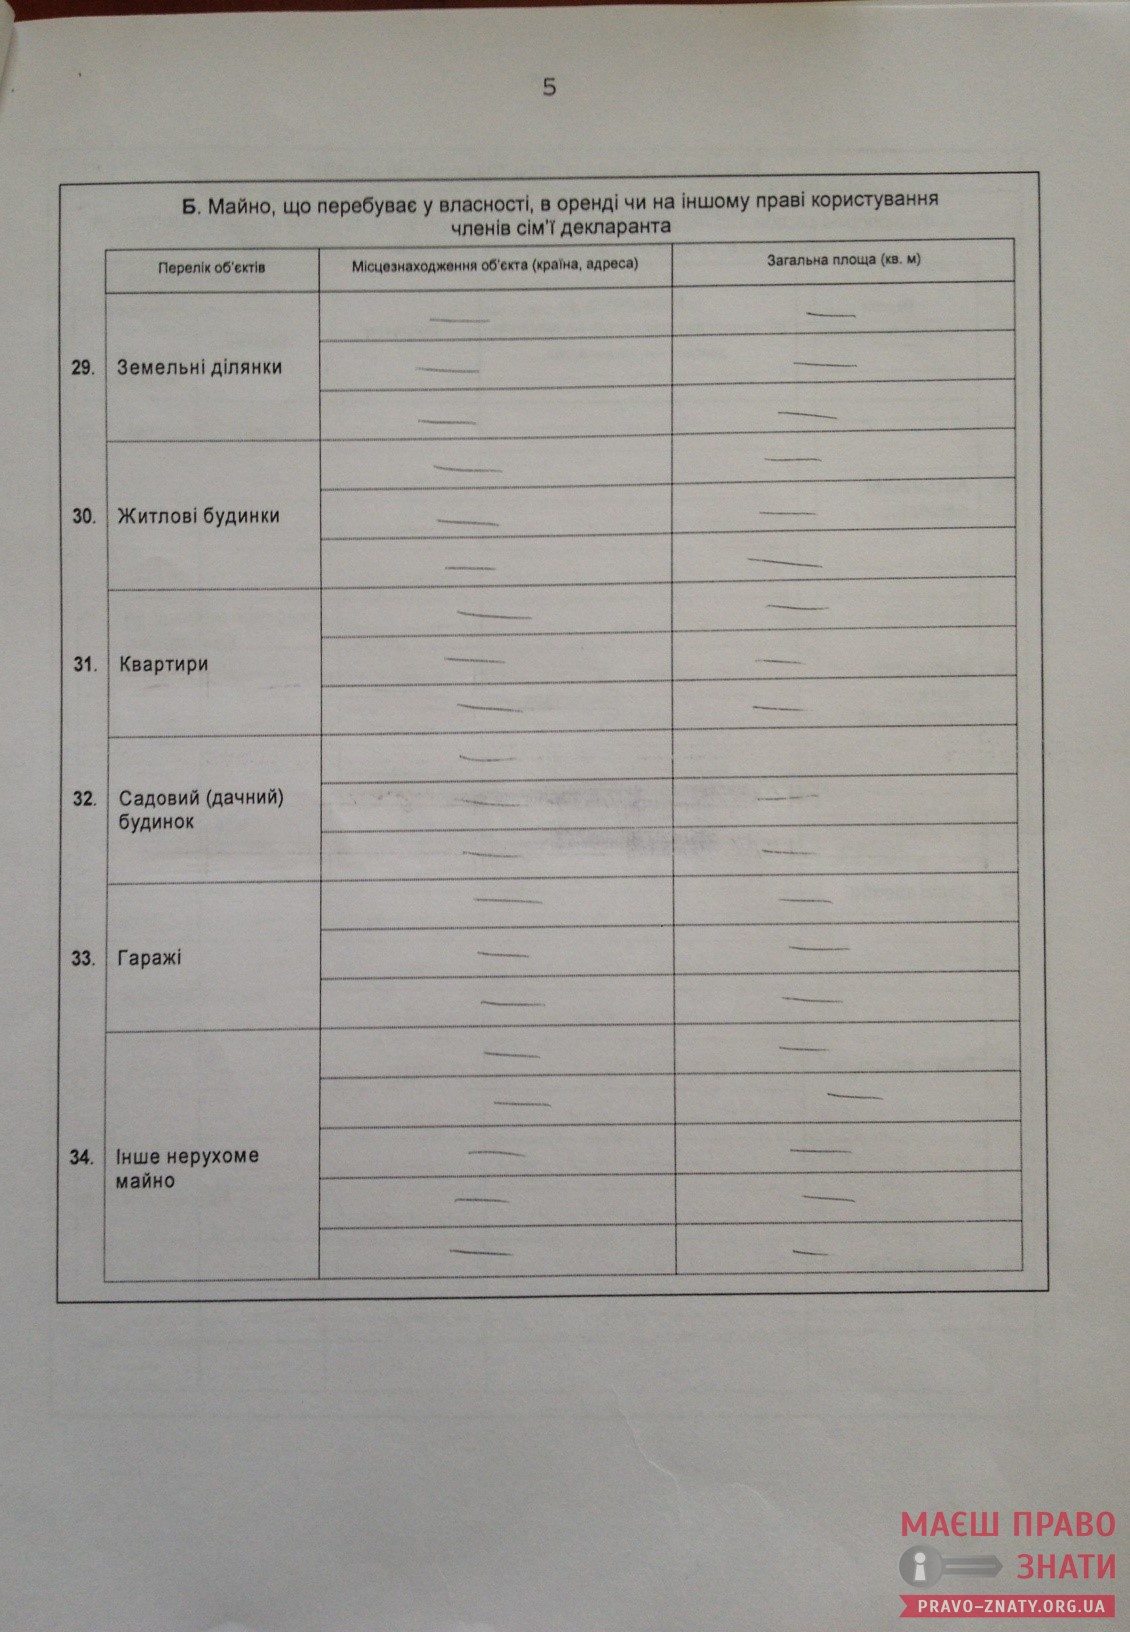 5
Б. Майно, що перебуває у власності, в оренді чи на іншому праві користування
членів сім'ї декларанта
Перелік об'єктів
Місцезнаходження об'єкта (країна, адреса)
Загальна площа (кв. м)
29. Земельні ділянки
30. Житлові будинки
31. Квартири
32. Садовий (дачний)
будинок
33. Гаражі
34. Інше нерухоме
майно
МАЄШ ПРАВО
ЗНАТИ
PRAVO-ZNATY.ORG.UA